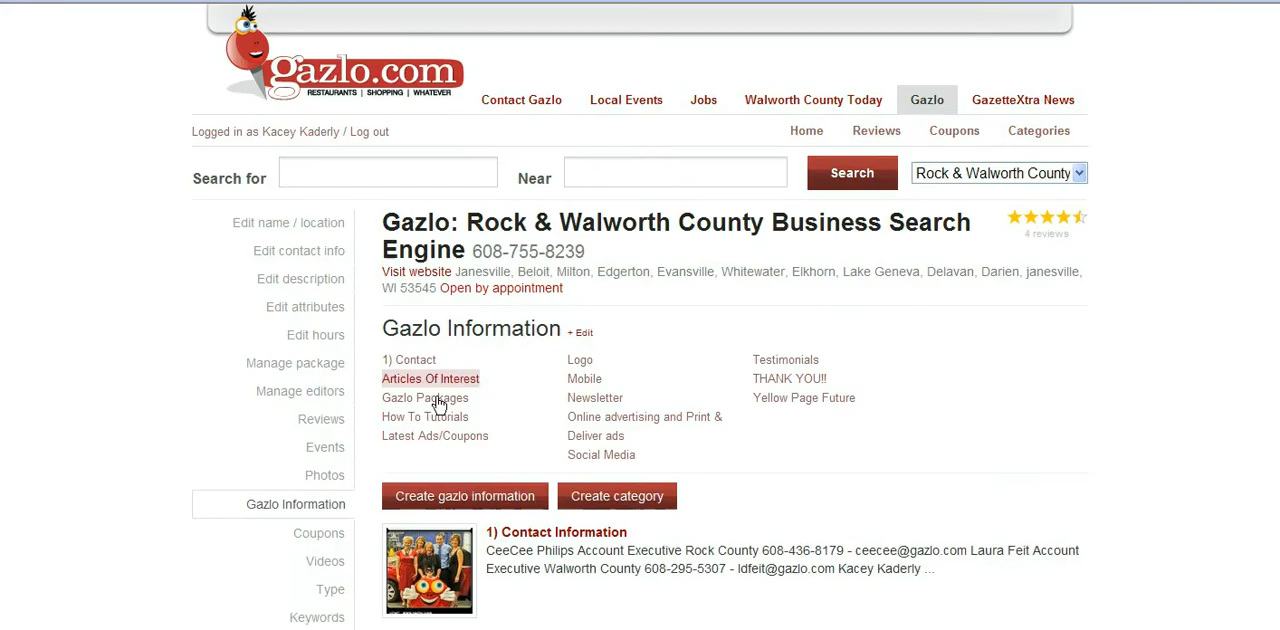 gazlo.com
RESTAURANTS | SHOPPING | WHATEVER
Contact Gazlo Local Events Jobs Walworth County Today Gazlo GazetteXtra News
Logged in as Kacey Kaderly / Log out
Home Reviews Coupons Categories
Search for Near Search Rock & Walworth County
Edit name / location
Edit contact info
Edit description
Edit attributes
Edit hours
Manage package
Manage editors
Reviews
Events
Photos
Gazlo Information
Coupons
Videos
Type
Keywords
Gazlo: Rock & Walworth County Business Search
Engine 608-755-8239
4 reviews
Visit website Janesville, Beloit, Milton, Edgerton, Evansville, Whitewater, Elkhorn, Lake Geneva, Delavan, Darien, janesville,
WI 53545 Open by appointment
Gazlo Information + Edit
1) Contact
Articles Of Interest
Gazlo Packages
How To Tutorials
Latest Ads/Coupons
Logo
Mobile
Newsletter
Online advertising and Print &
Deliver ads
Social Media
Testimonials
THANK YOU!!
Yellow Page Future
Create gazlo information Create category
1) Contact Information
CeeCee Philips Account Executive Rock County 608-436-8179 - ceecee@gazlo.com Laura Feit Account
Executive Walworth County 608-295-5307 - ldfeit@gazlo.com Kacey Kaderly ...